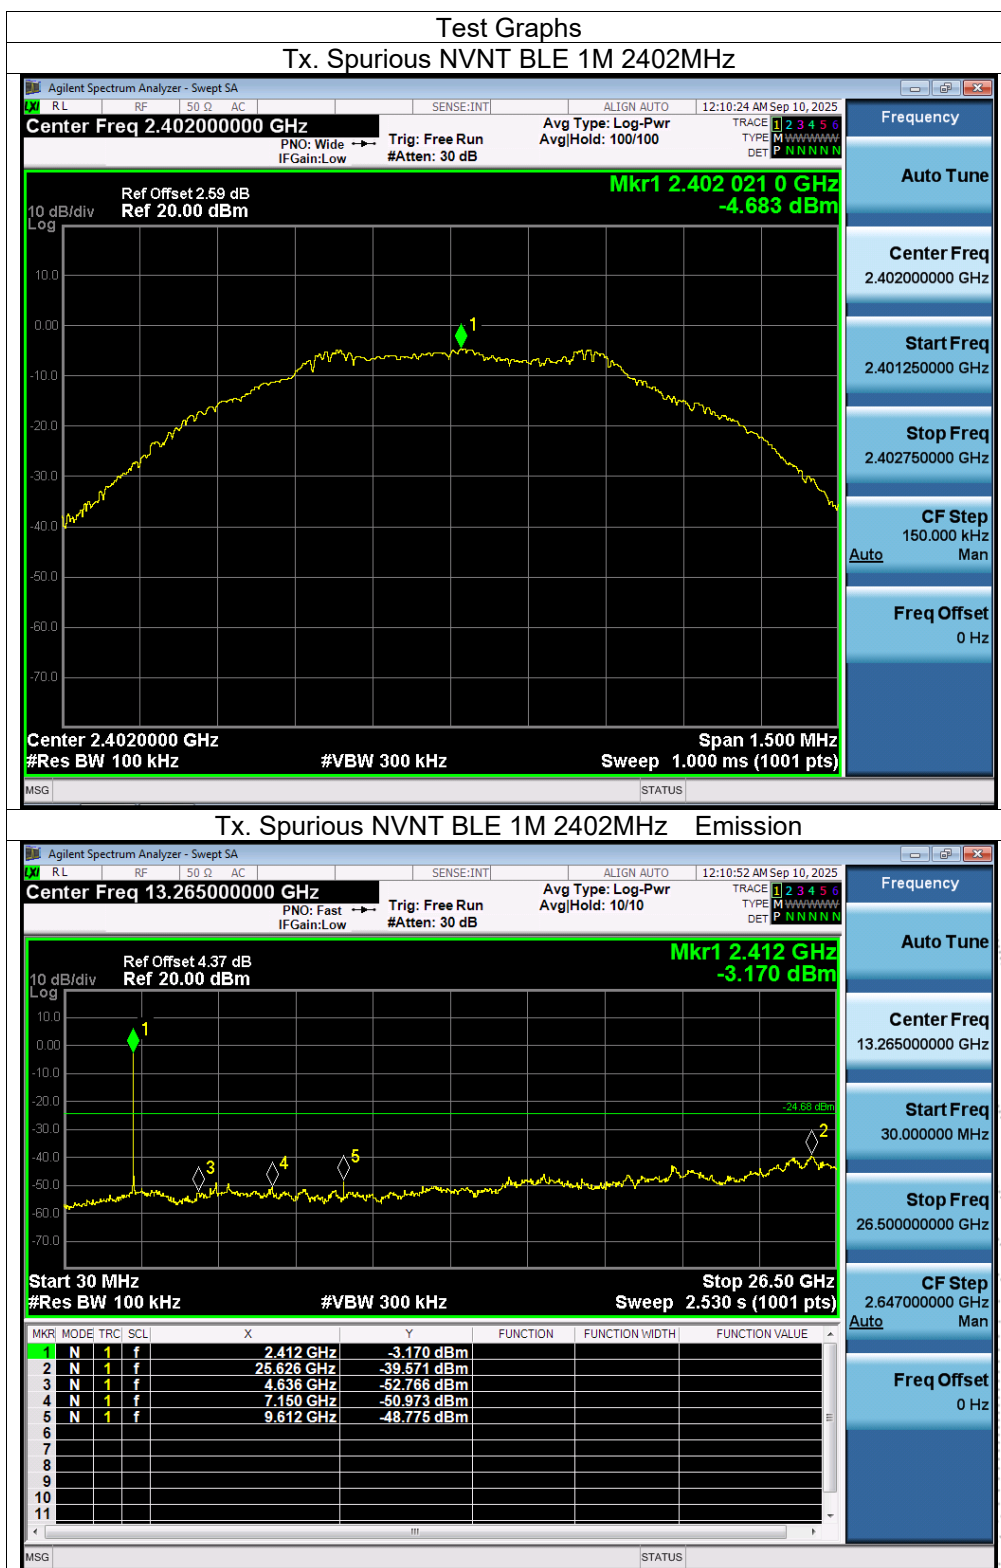 Test Graphs
Tx. Spurious NVNT BLE 1M 2402MHz
Agilent Spectrum Analyzer - Swept SA
LXI RL RF 50 Ω AC SENSE:INT ALIGN AUTO 12:10:24 AM Sep 10, 2025
Center Freq 2.402000000 GHz Avg Type: Log-Pwr TRACE 1 2 3 4 5 6
PNO: Wide Trig: Free Run Avg|Hold: 100/100 TYPE M WWWWW
IFGain:Low #Atten: 30 dB DET P N N N N N
Frequency
Auto Tune
Center Freq
2.402000000 GHz
Start Freq
2.401250000 GHz
Stop Freq
2.402750000 GHz
CF Step
150.000 kHz
Auto Man
Freq Offset
0 Hz
Mkr1 2.402 021 0 GHz
-4.683 dBm
Ref Offset 2.59 dB
10 dB/div Ref 20.00 dBm
Log
10.0
1
0.00
-10.0
-20.0
-30.0
-40.0
-50.0
-60.0
-70.0
Center 2.4020000 GHz Span 1.500 MHz
#Res BW 100 kHz #VBW 300 kHz Sweep 1.000 ms (1001 pts)
MSG STATUS
Tx. Spurious NVNT BLE 1M 2402MHz Emission
Agilent Spectrum Analyzer - Swept SA
LXI RL RF 50 Ω AC SENSE:INT ALIGN AUTO 12:10:52 AM Sep 10, 2025
Center Freq 13.265000000 GHz Avg Type: Log-Pwr TRACE 1 2 3 4 5 6
PNO: Fast Trig: Free Run Avg|Hold: 10/10 TYPE M WWWWW
IFGain:Low #Atten: 30 dB DET P N N N N N
Frequency
Auto Tune
Center Freq
13.265000000 GHz
Start Freq
30.000000 MHz
Stop Freq
26.500000000 GHz
CF Step
2.647000000 GHz
Auto Man
Freq Offset
0 Hz
Mkr1 2.412 GHz
-3.170 dBm
Ref Offset 4.37 dB
10 dB/div Ref 20.00 dBm
Log
10.0
1
0.00
-10.0
-20.0
-24.68 dBm
-30.0
2
-40.0
3 4 5
-50.0
-60.0
-70.0
Start 30 MHz Stop 26.50 GHz
#Res BW 100 kHz #VBW 300 kHz Sweep 2.530 s (1001 pts)
MKR MODE TRC SCL X Y FUNCTION FUNCTION WIDTH FUNCTION VALUE
1 N 1 f 2.412 GHz -3.170 dBm
2 N 1 f 25.626 GHz -39.571 dBm
3 N 1 f 4.636 GHz -52.766 dBm
4 N 1 f 7.150 GHz -50.973 dBm
5 N 1 f 9.612 GHz -48.775 dBm
6
7
8
9
10
11
MSG STATUS